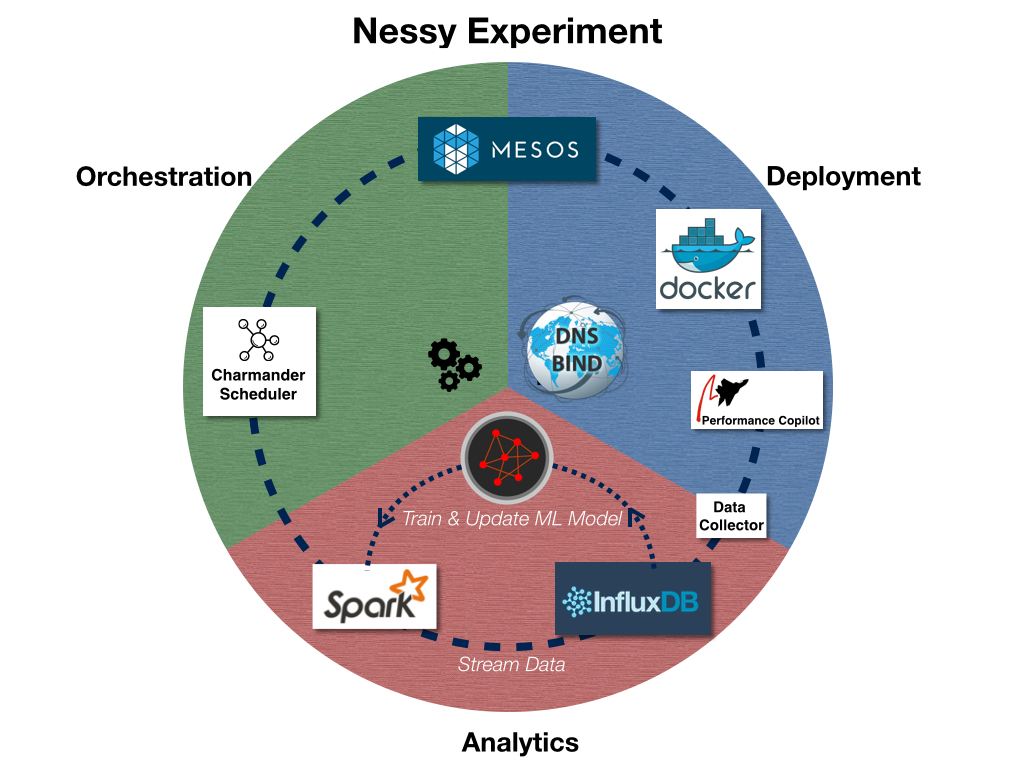 Nessy Experiment
MESOS
Orchestration
Deployment
docker
DNS
BIND
Charmander
Scheduler
Performance Copilot
Data
Collector
Train & Update ML Model
Spark
InfluxDB
Stream Data
Analytics